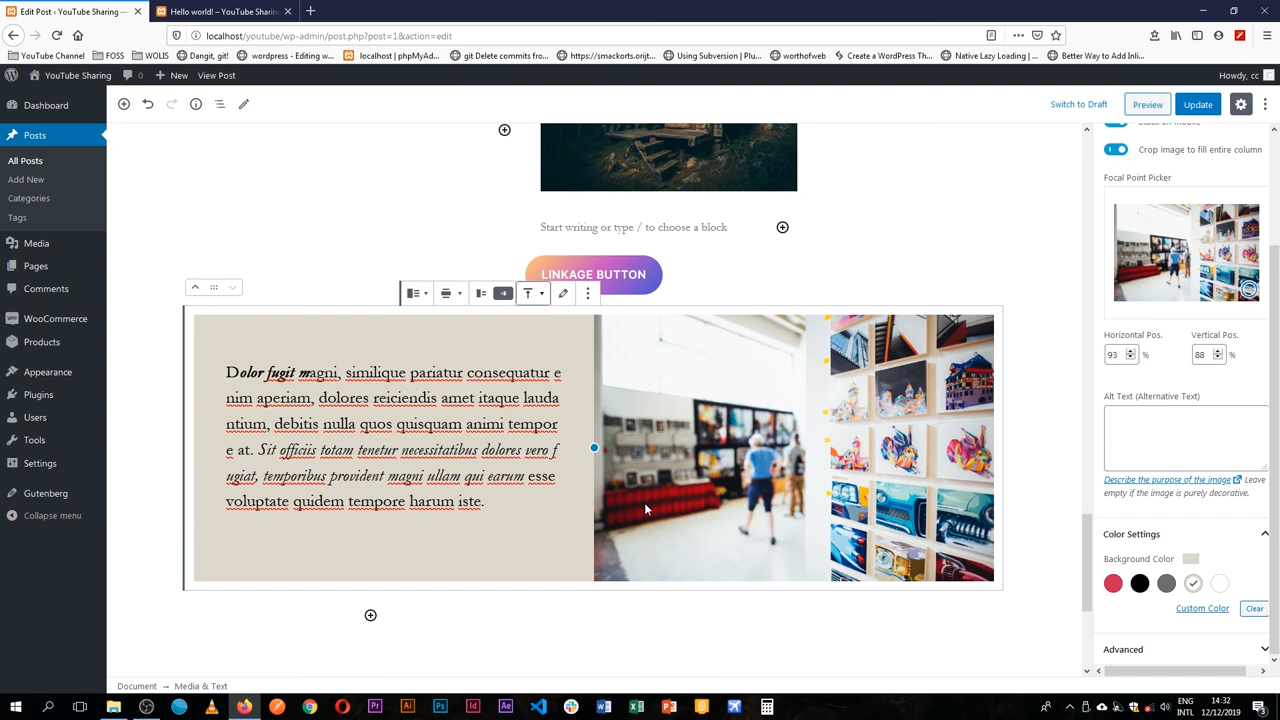 Edit Post ‹ YouTube Sharing —
Hello world! – YouTube Sharin
localhost/youtube/wp-admin/post.php?post=1&action=edit
YouTube Channel
FOSS
WOLIS
Dangit, git!
wordpress - Editing w...
localhost | phpMyAd...
git Delete commits fro...
https://smackorts.orijt...
Using Subversion | Plu...
worthofweb
Create a WordPress Th...
Native Lazy Loading | ...
Better Way to Add Inli...
YouTube Sharing
0
New
View Post
Howdy, cc
Dashboard
Posts
All Posts
Add New
Categories
Tags
Media
Pages
Comments
WooCommerce
Products
Appearance
Plugins
Users
Tools
Settings
Gutenberg
Collapse menu
Switch to Draft
Preview
Update
Start writing or type / to choose a block
LINKAGE BUTTON
Dolor fugit magni, similique pariatur consequatur e
nim aperiam, dolores reiciendis amet itaque lauda
ntium, debitis nulla quos quisquam animi tempor
e at. Sit officiis totam tenetur necessitatibus dolores vero f
ugiat, temporibus provident magni ullam qui earum esse
voluptate quidem tempore harum iste.
Stack on mobile
Crop image to fill entire column
Focal Point Picker
Horizontal Pos.
Vertical Pos.
93 %
88 %
Alt Text (Alternative Text)
Describe the purpose of the image Leave
empty if the image is purely decorative.
Color Settings
Background Color
Custom Color
Clear
Advanced
Document → Media & Text
ENG
INTL
14:32
12/12/2019